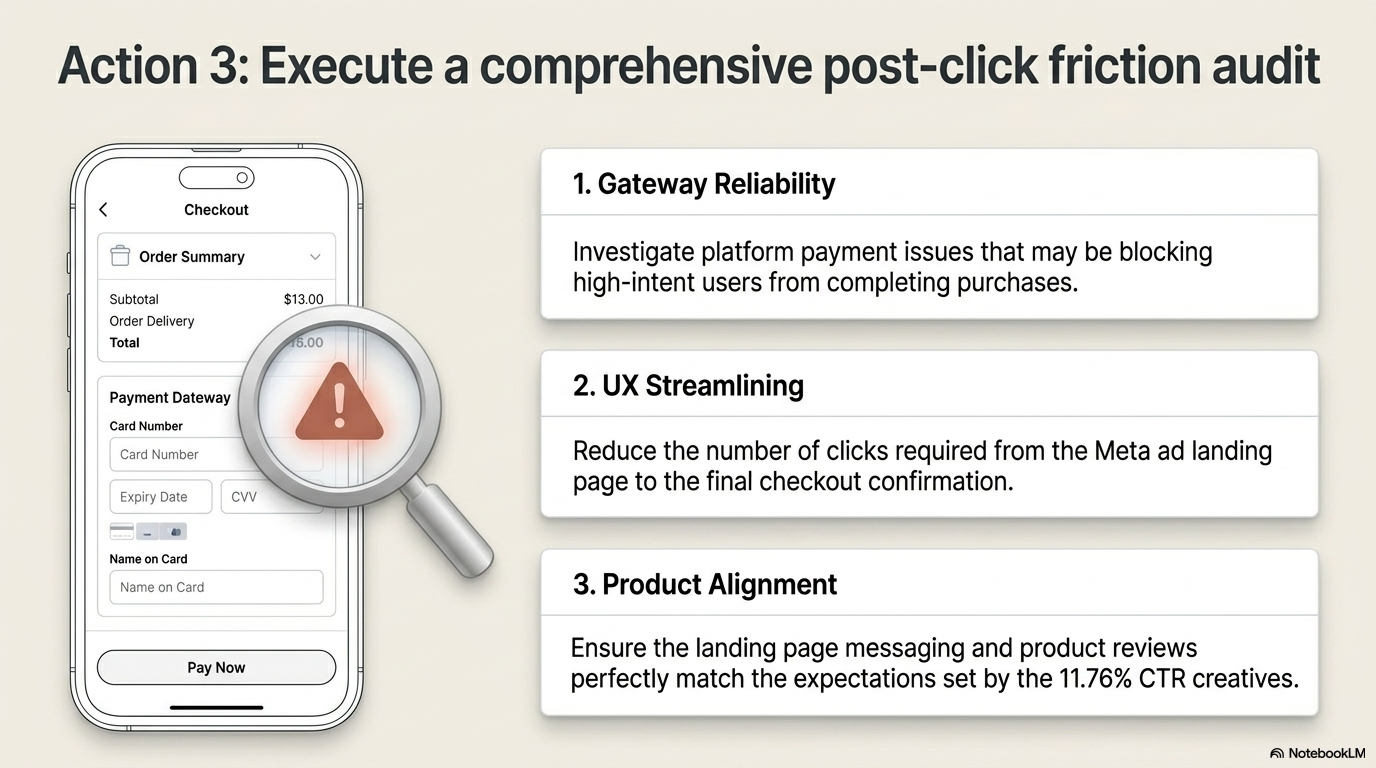 Action 3: Execute a comprehensive post-click friction audit
Checkout
Order Summary
Subtotal $13.00
Order Delivery
Total 15.00
Payment Dateway
Card Number
Card Number
Expiry Date CVV
Name on Card
Name on Card
Pay Now
1. Gateway Reliability
Investigate platform payment issues that may be blocking
high-intent users from completing purchases.
2. UX Streamlining
Reduce the number of clicks required from the Meta ad landing
page to the final checkout confirmation.
3. Product Alignment
Ensure the landing page messaging and product reviews
perfectly match the expectations set by the 11.76% CTR creatives.
NotebookLM